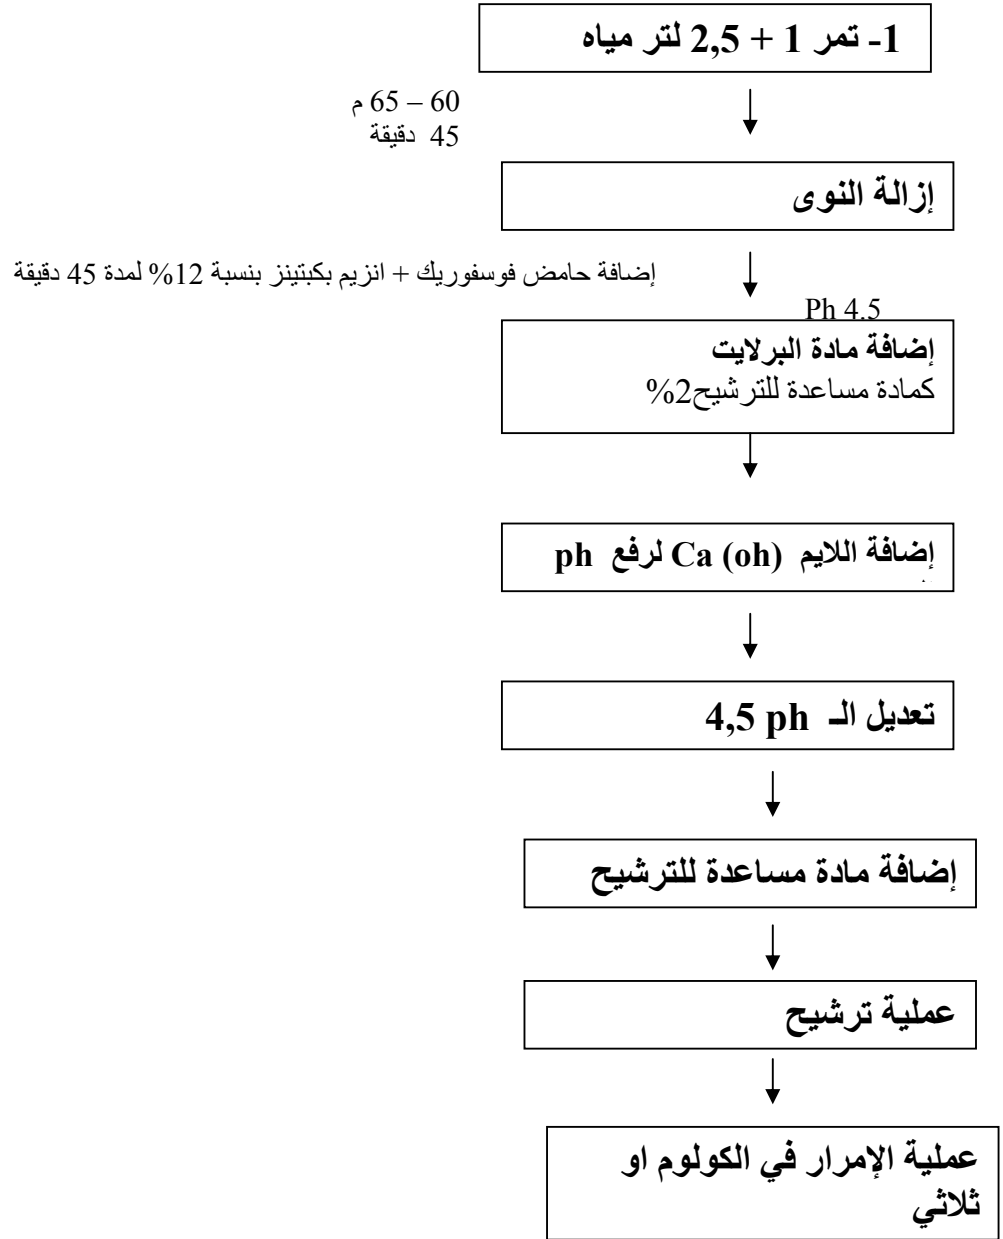 1- تمر 1 + 2,5 لتر مياه
60 – 65 م
45 دقيقة
إزالة النوى
إضافة حامض فوسفوريك + انزيم بكبتينز بنسبة 12% لمدة 45 دقيقة
Ph 4.5
إضافة مادة البرلايت
كمادة مساعدة للترشيح2%
إضافة اللايم Ca (oh) لرفع ph
تعديل الـ 4,5 ph
إضافة مادة مساعدة للترشيح
عملية ترشيح
عملية الإمرار في الكولوم او
ثلاثي